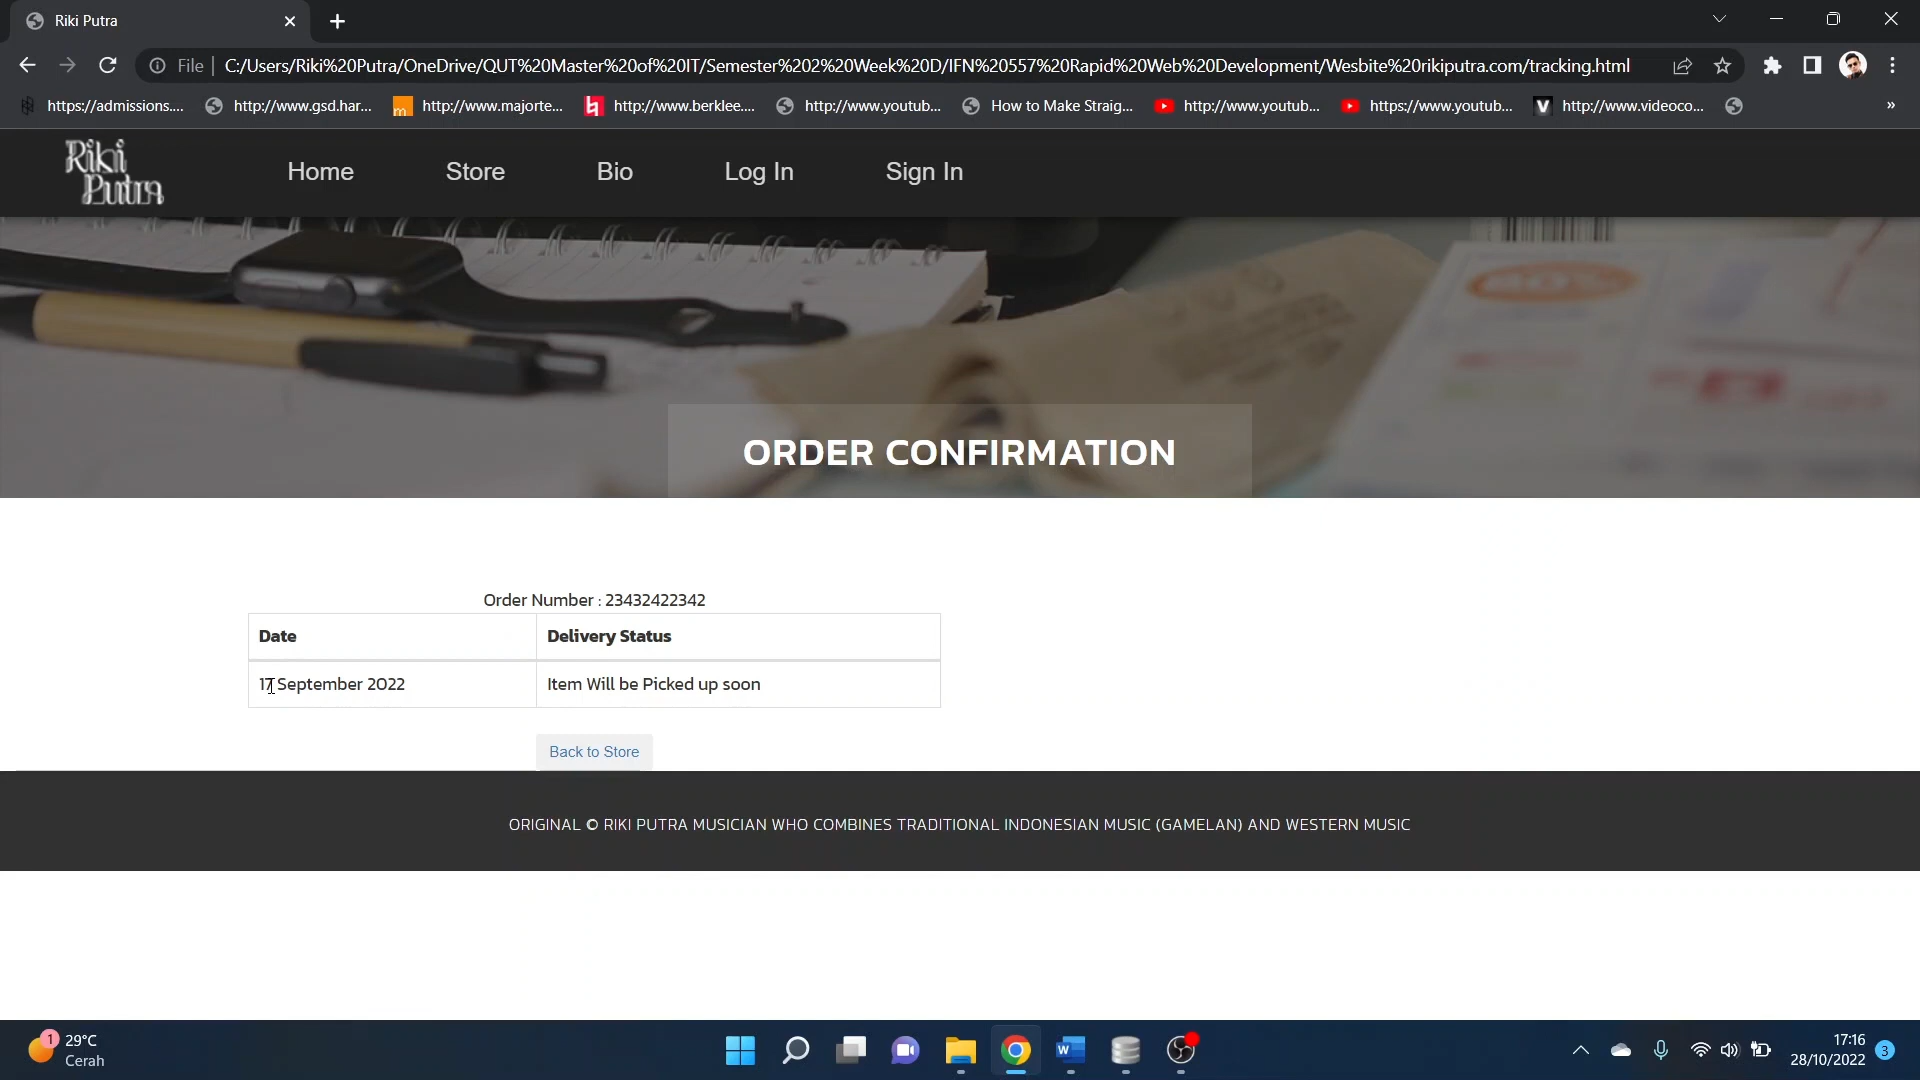 Riki Putra
File
C:/Users/Riki%20Putra/OneDrive/QUT%20Master%20of%20IT/Semester%202%20Week%20D/IFN%20557%20Rapid%20Web%20Development/Wesbite%20rikiputra.com/tracking.html
https://admissions....
http://www.gsd.har...
http://www.majorte...
http://www.berklee....
http://www.youtub...
How to Make Straig...
http://www.youtub...
https://www.youtub...
http://www.videoco...
»
Riki
Putra
Home
Store
Bio
Log In
Sign In
ORDER CONFIRMATION
Order Number : 23432422342
Date
Delivery Status
17 September 2022
Item Will be Picked up soon
Back to Store
ORIGINAL © RIKI PUTRA MUSICIAN WHO COMBINES TRADITIONAL INDONESIAN MUSIC (GAMELAN) AND WESTERN MUSIC
1
29°C
Cerah
17:16
28/10/2022
3